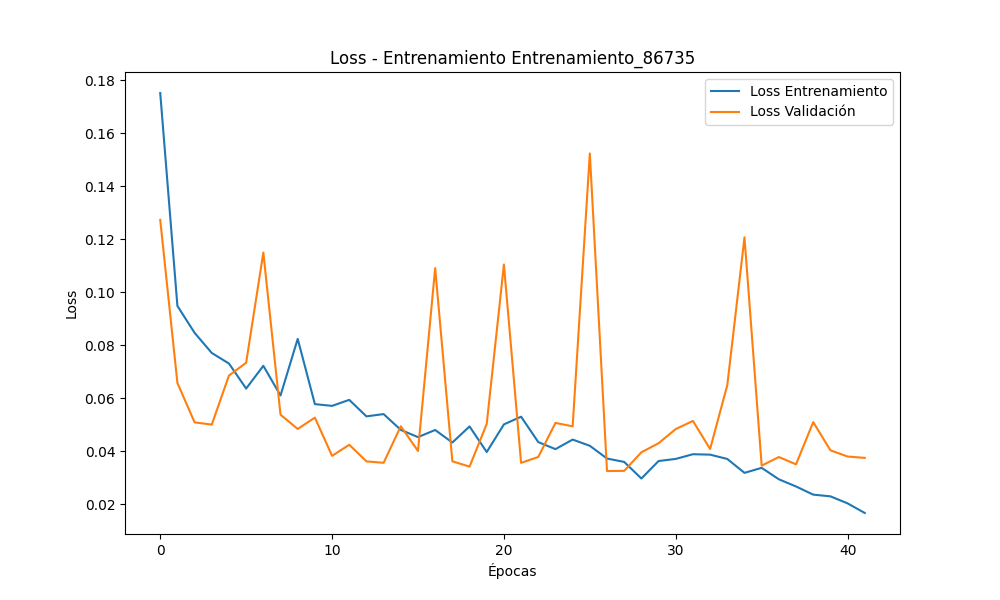 Loss - Entrenamiento Entrenamiento_86735
Loss Entrenamiento
Loss Validación
0.18
0.16
0.14
0.12
0.10
0.08
0.06
0.04
0.02
Loss
0
10
20
30
40
Épocas